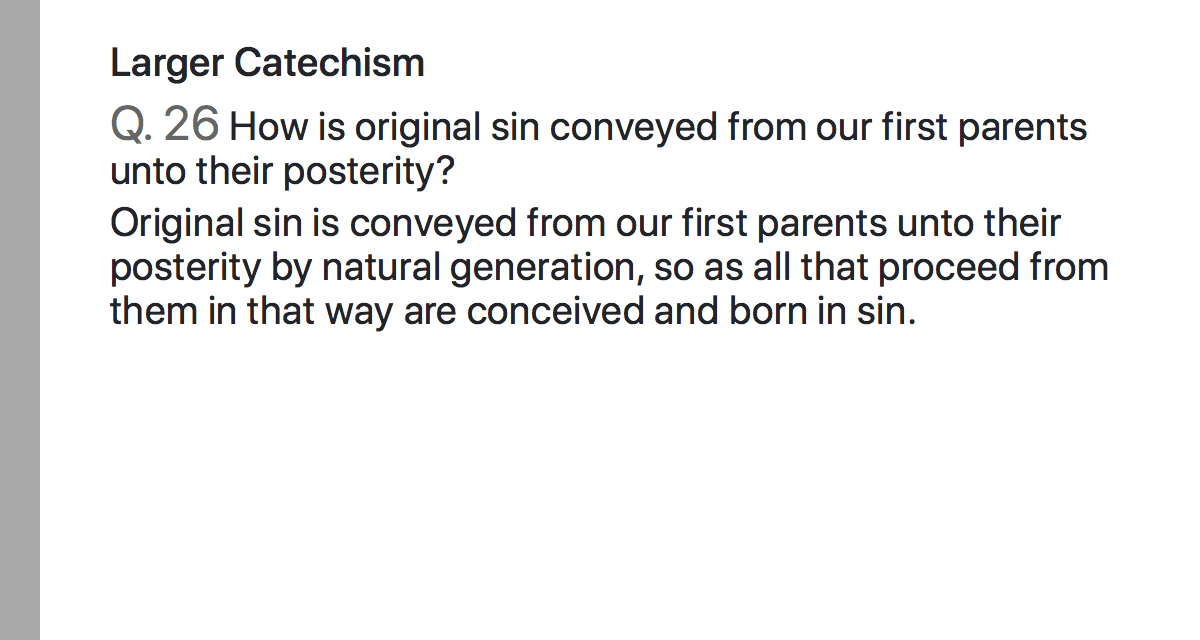 Larger Catechism
Q. 26 How is original sin conveyed from our first parents
unto their posterity?
Original sin is conveyed from our first parents unto their
posterity by natural generation, so as all that proceed from
them in that way are conceived and born in sin.